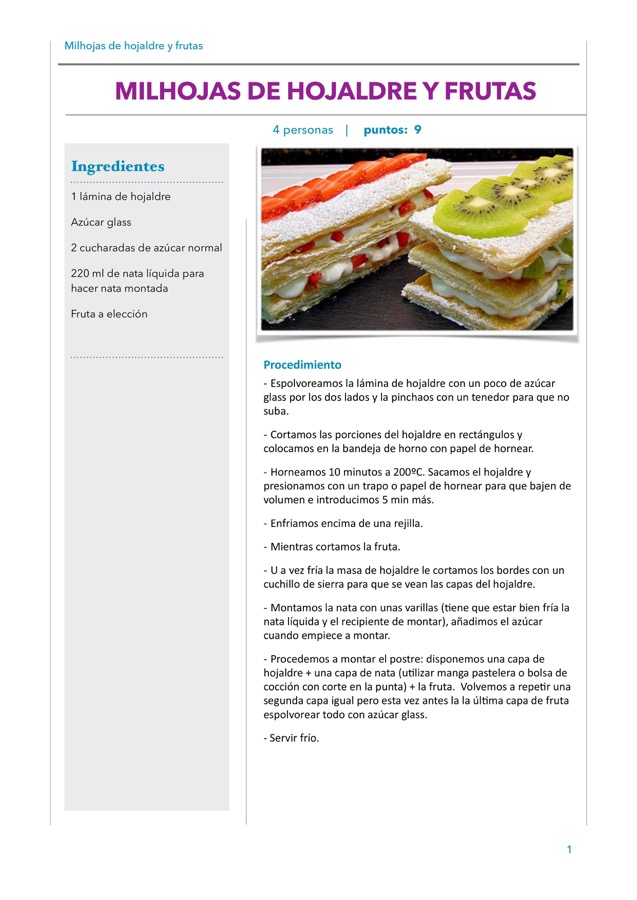 Milhojas de hojaldre y frutas
MILHOJAS DE HOJALDRE Y FRUTAS
4 personas | puntos: 9
Ingredientes
1 lámina de hojaldre
Azúcar glass
2 cucharadas de azúcar normal
220 ml de nata líquida para
hacer nata montada
Fruta a elección
Procedimiento
- Espolvoreamos la lámina de hojaldre con un poco de azúcar
glass por los dos lados y la pinchaos con un tenedor para que no
suba.
- Cortamos las porciones del hojaldre en rectángulos y
colocamos en la bandeja de horno con papel de hornear.
- Horneamos 10 minutos a 200ºC. Sacamos el hojaldre y
presionamos con un trapo o papel de hornear para que bajen de
volumen e introducimos 5 min más.
- Enfriamos encima de una rejilla.
- Mientras cortamos la fruta.
- U a vez fría la masa de hojaldre le cortamos los bordes con un
cuchillo de sierra para que se vean las capas del hojaldre.
- Montamos la nata con unas varillas (tiene que estar bien fría la
nata líquida y el recipiente de montar), añadimos el azúcar
cuando empiece a montar.
- Procedemos a montar el postre: disponemos una capa de
hojaldre + una capa de nata (utilizar manga pastelera o bolsa de
cocción con corte en la punta) + la fruta.  Volvemos a repetir una
segunda capa igual pero esta vez antes la la última capa de fruta
espolvorear todo con azúcar glass.
- Servir frío.
1